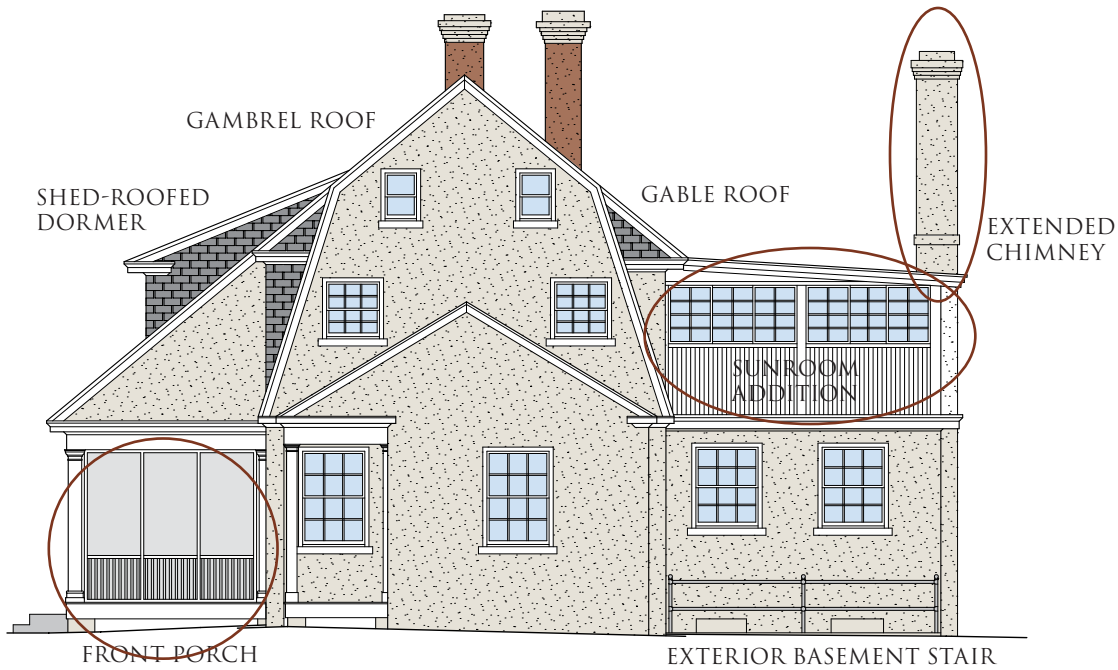 GAMBREL ROOF
SHED-ROOFED
DORMER
GABLE ROOF
EXTENDED
CHIMNEY
SUNROOM
ADDITION
FRONT PORCH
EXTERIOR BASEMENT STAIR